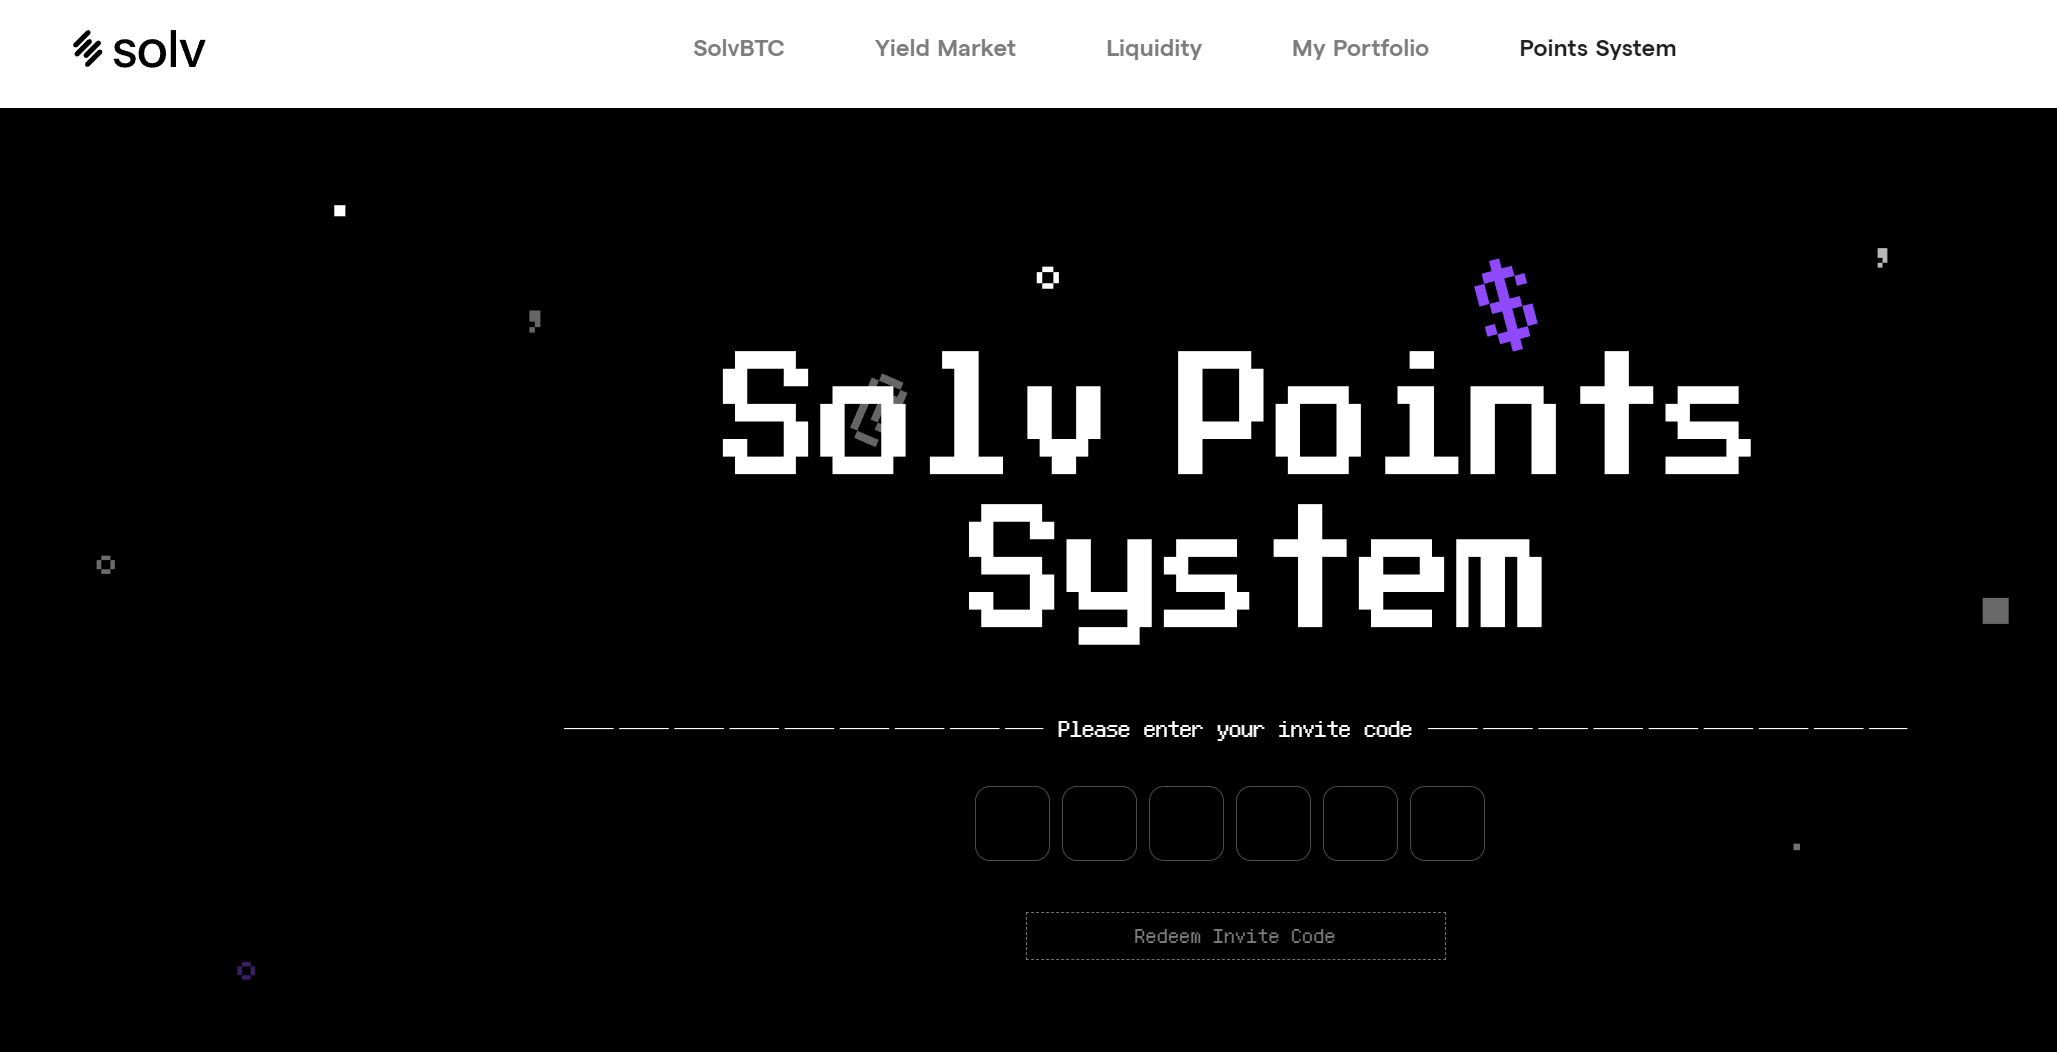 solv
SolvBTC
Yield Market
Liquidity
My Portfolio
Points System
$
Solv Points
System
Please enter your invite code
Redeem Invite Code